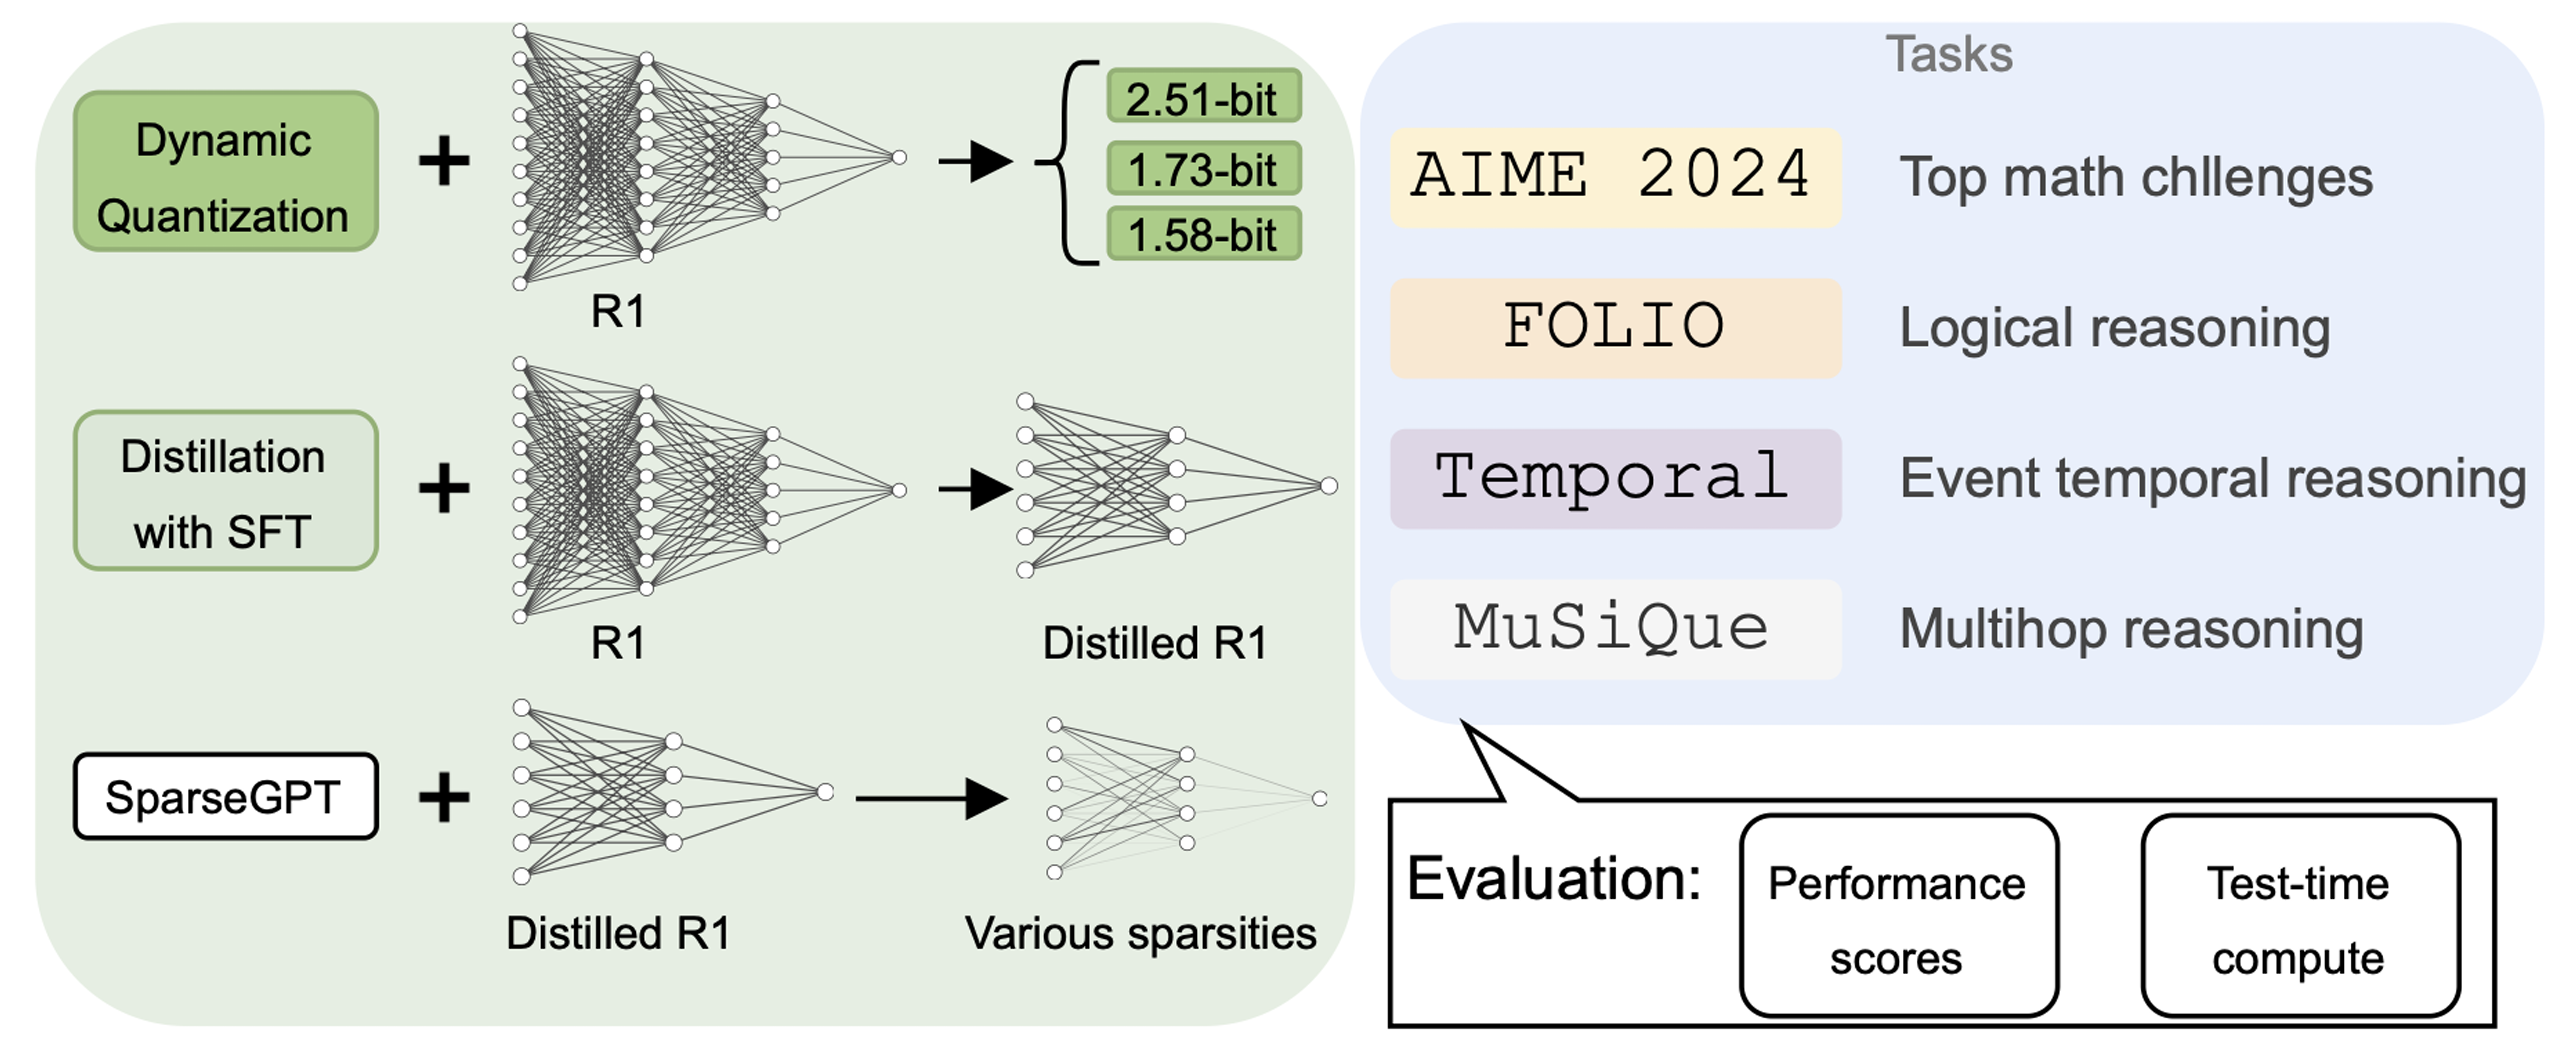 Dynamic
Quantization
R1
2.51-bit
1.73-bit
1.58-bit
Distillation
with SFT
R1
Distilled R1
SparseGPT
Distilled R1
Various sparsities
Tasks
AIME 2024
Top math chllenges
FOLIO
Logical reasoning
Temporal
Event temporal reasoning
MuSiQue
Multihop reasoning
Evaluation:
Performance
scores
Test-time
compute